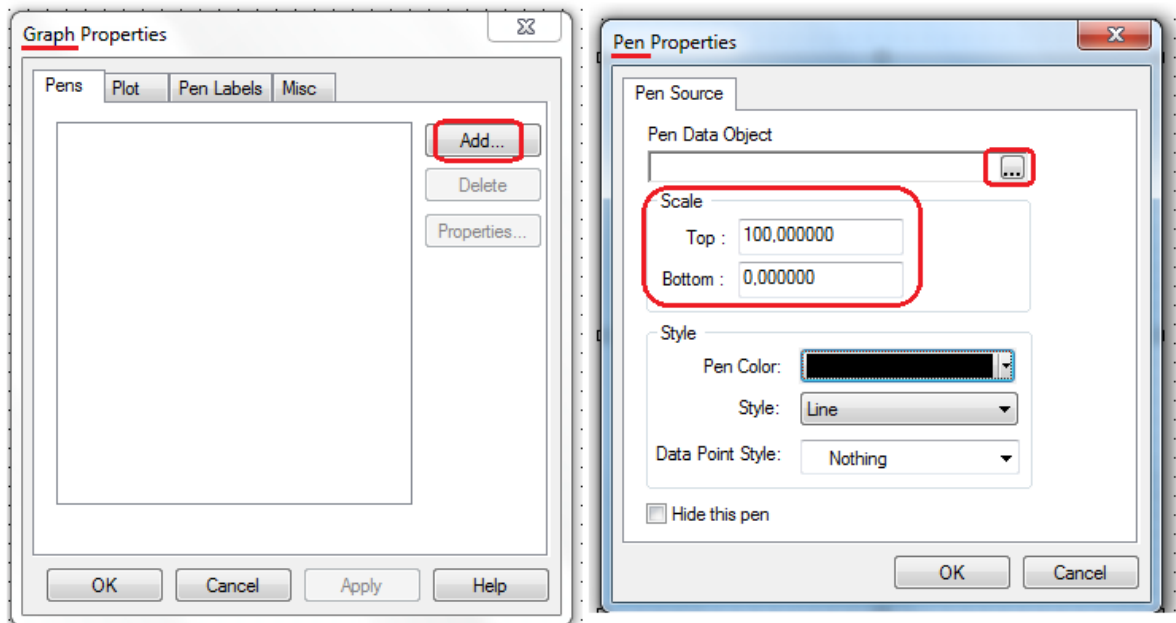 Graph Properties
Pens Plot Pen Labels Misc
Add...
Delete
Properties...
OK Cancel Apply Help
Pen Properties
Pen Source
Pen Data Object
...
Scale
Top : 100,000000
Bottom : 0,000000
Style
Pen Color:
Style: Line
Data Point Style: Nothing
Hide this pen
OK Cancel